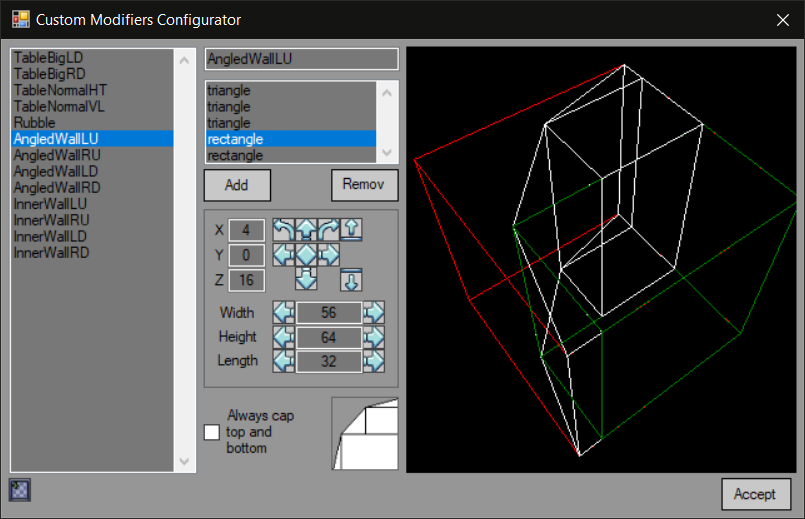 Custom Modifiers Configurator
TableBigLD
TableBigRD
TableNormalHT
TableNormalVL
Rubble
AngledWallLU
AngledWallRU
AngledWallLD
AngledWallRD
InnerWallLU
InnerWallRU
InnerWallLD
InnerWallRD
AngledWallLU
triangle
triangle
triangle
rectangle
rectangle
Add
Remov
X 4
Y 0
Z 16
Width 56
Height 64
Length 32
Always cap
top and
bottom
Accept